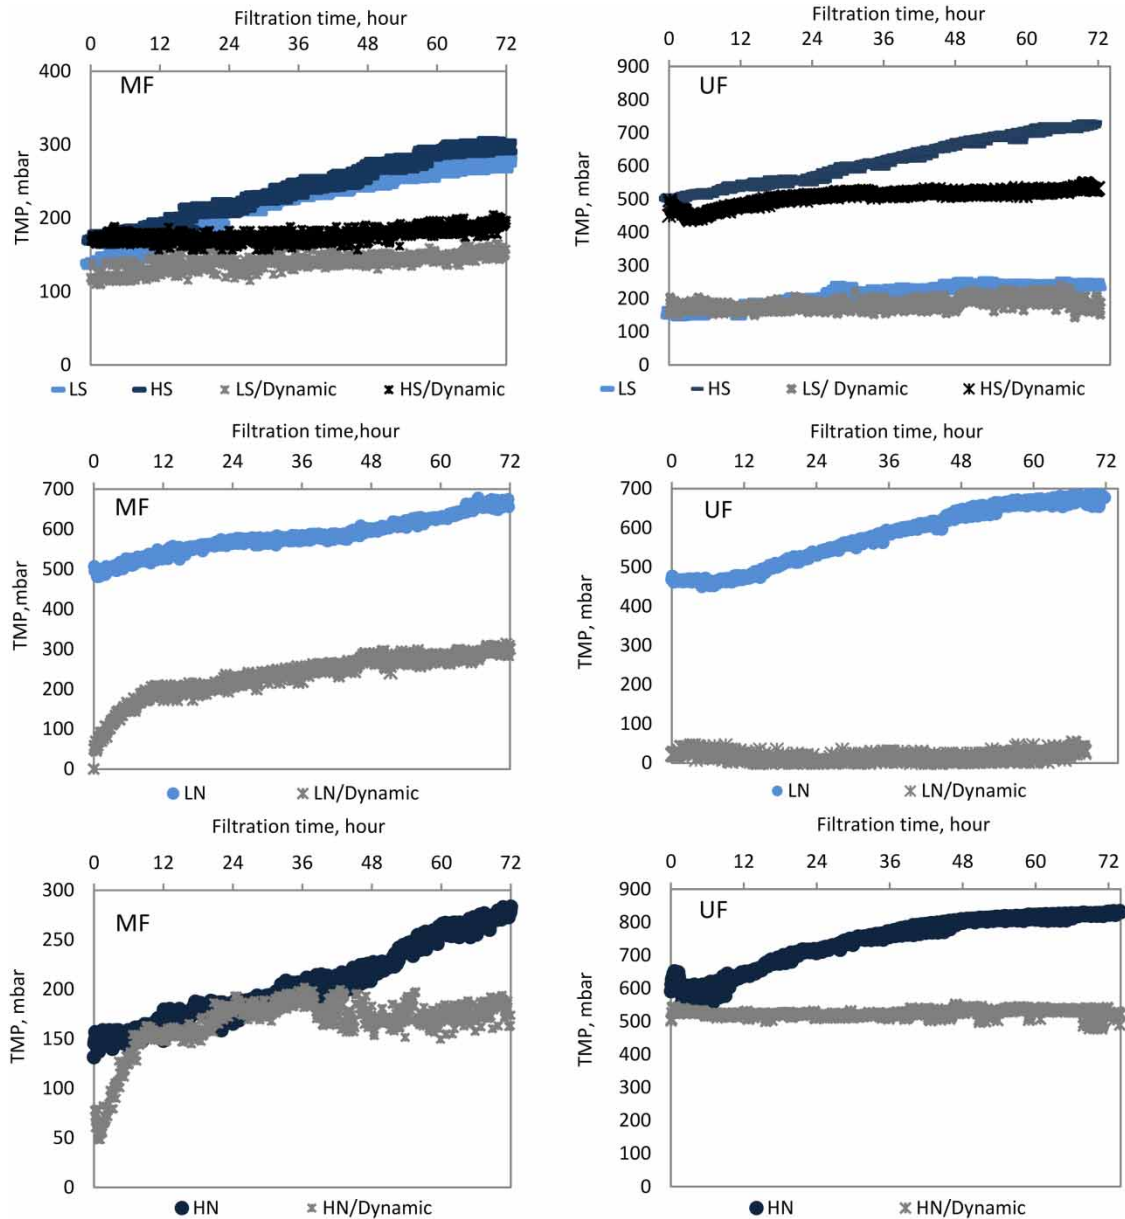 Filtration time, hour
0 12 24 36 48 60 72
400
300
200
100
0
TMP, mbar
MF
LS HS LS/Dynamic HS/Dynamic
Filtration time, hour
0 12 24 36 48 60 72
900
800
700
600
500
400
300
200
100
0
TMP, mbar
UF
LS HS LS/ Dynamic HS/Dynamic
Filtration time,hour
0 12 24 36 48 60 72
700
600
500
400
300
200
100
0
TMP,mbar
MF
LN LN/Dynamic
Filtration time, hour
0 12 24 36 48 60 72
700
600
500
400
300
200
100
0
TMP, mbar
UF
LN LN/Dynamic
Filtration time, hour
0 12 24 36 48 60 72
300
250
200
150
100
50
0
TMP, mbar
MF
HN HN/Dynamic
Filtration time, hour
0 12 24 36 48 60 72
900
800
700
600
500
400
300
200
100
0
TMP, mbar
UF
HN HN/Dynamic